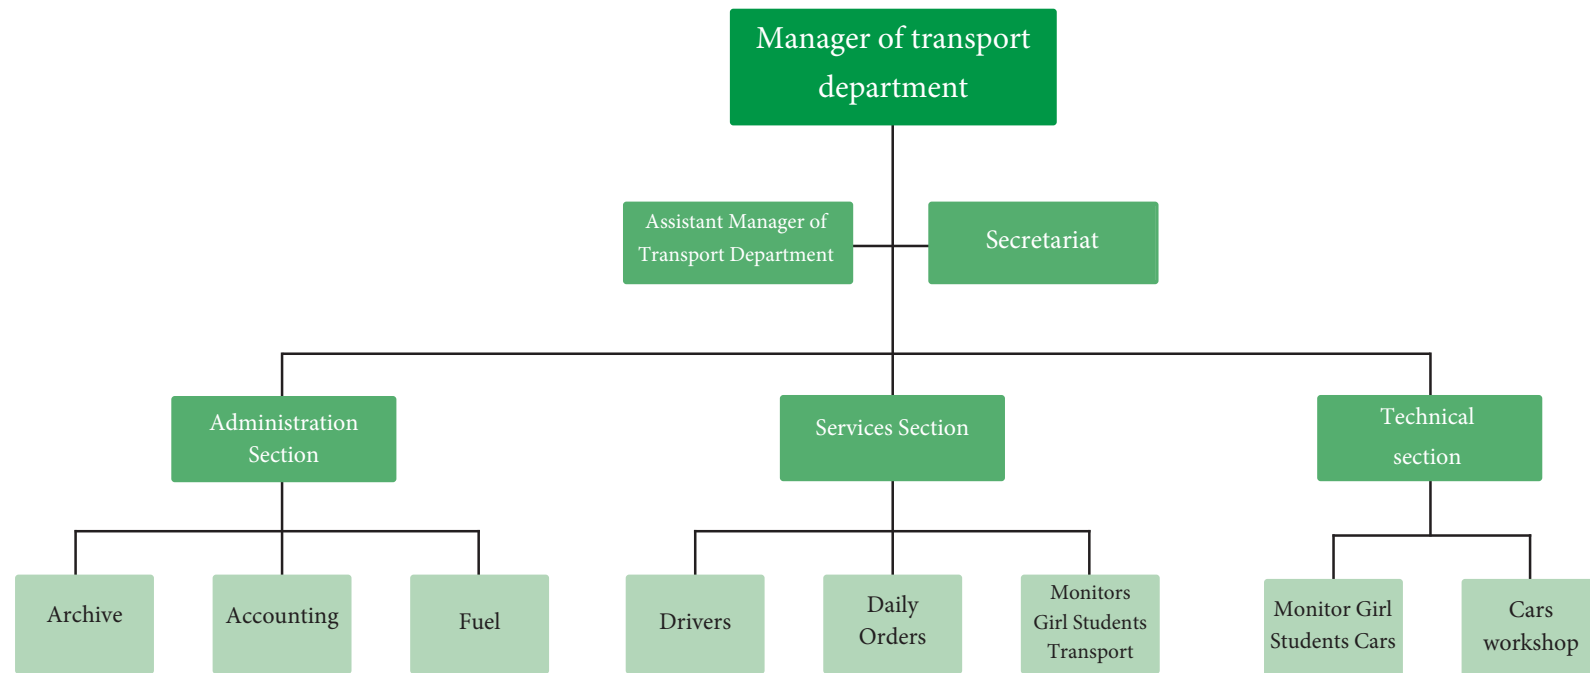 Manager of transport
department
Assistant Manager of
Transport Department
Secretariat
Administration
Section
Services Section
Technical
section
Archive
Accounting
Fuel
Drivers
Daily
Orders
Monitors
Girl Students
Transport
Monitor Girl
Students Cars
Cars
workshop